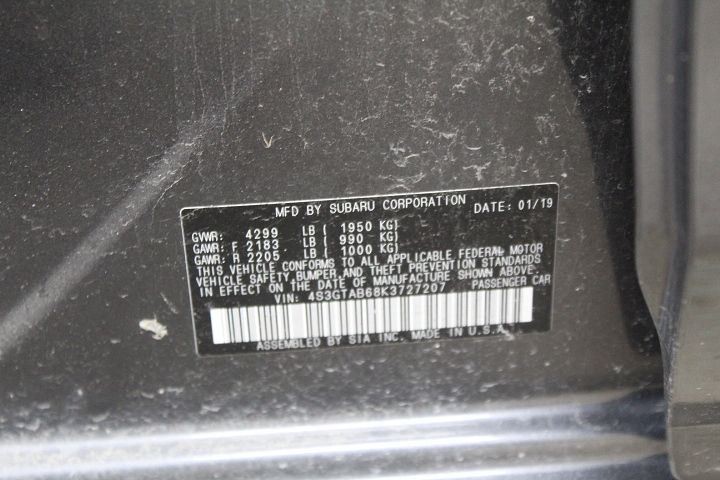 MFD BY SUBARU CORPORATION DATE: 01/19
GVWR: 4299 LB ( 1950 KG)
GAWR: F 2183 LB ( 990 KG)
GAWR: R 2205 LB ( 1000 KG)
THIS VEHICLE CONFORMS TO ALL APPLICABLE FEDERAL MOTOR
VEHICLE SAFETY,BUMPER,AND THEFT PREVENTION STANDARDS
IN EFFECT ON THE DATE OF MANUFACTURE SHOWN ABOVE.
VIN: 4S3GTAB68K3727207 PASSENGER CAR
ASSEMBLED BY SIA INC. MADE IN U.S.A.